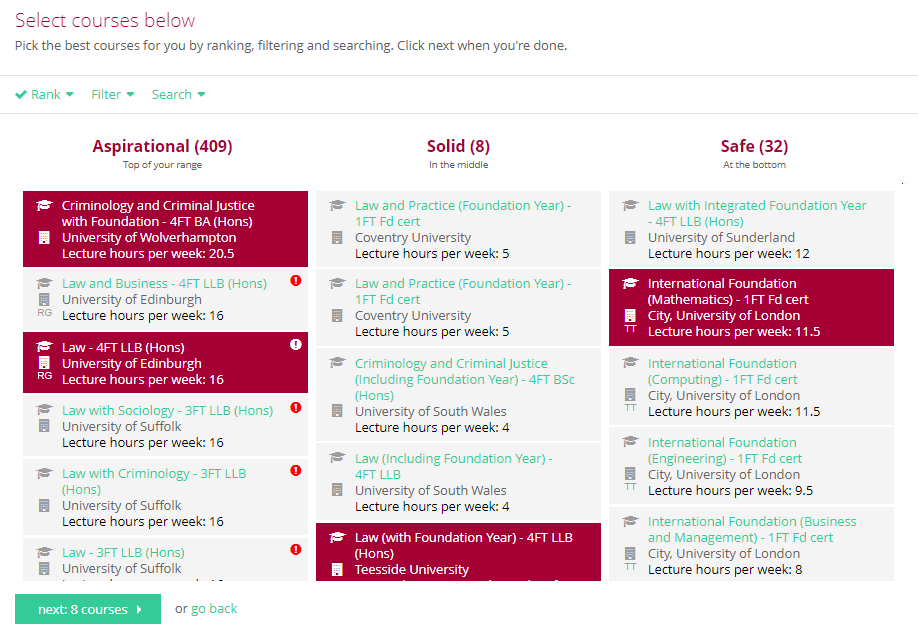 Select courses below
Pick the best courses for you by ranking, filtering and searching. Click next when you're done.
Rank Filter Search
Aspirational (409)
Top of your range
Criminology and Criminal Justice
with Foundation - 4FT BA (Hons)
University of Wolverhampton
Lecture hours per week: 20.5
Law and Business - 4FT LLB (Hons)
University of Edinburgh
RG Lecture hours per week: 16
Law - 4FT LLB (Hons)
University of Edinburgh
RG Lecture hours per week: 16
Law with Sociology - 3FT LLB (Hons)
University of Suffolk
Lecture hours per week: 16
Law with Criminology - 3FT LLB
(Hons)
University of Suffolk
Lecture hours per week: 16
Law - 3FT LLB (Hons)
University of Suffolk
Solid (8)
In the middle
Law and Practice (Foundation Year) -
1FT Fd cert
Coventry University
Lecture hours per week: 5
Law and Practice (Foundation Year) -
1FT Fd cert
Coventry University
Lecture hours per week: 5
Criminology and Criminal Justice
(Including Foundation Year) - 4FT BSc
(Hons)
University of South Wales
Lecture hours per week: 4
Law (Including Foundation Year) -
4FT LLB
University of South Wales
Lecture hours per week: 4
Law (with Foundation Year) - 4FT LLB
(Hons)
Teesside University
Safe (32)
At the bottom
Law with Integrated Foundation Year
- 4FT LLB (Hons)
University of Sunderland
Lecture hours per week: 12
International Foundation
(Mathematics) - 1FT Fd cert
City, University of London
TT Lecture hours per week: 11.5
International Foundation
(Computing) - 1FT Fd cert
City, University of London
TT Lecture hours per week: 11.5
International Foundation
(Engineering) - 1FT Fd cert
City, University of London
TT Lecture hours per week: 9.5
International Foundation (Business
and Management) - 1FT Fd cert
City, University of London
TT Lecture hours per week: 8
next: 8 courses or go back